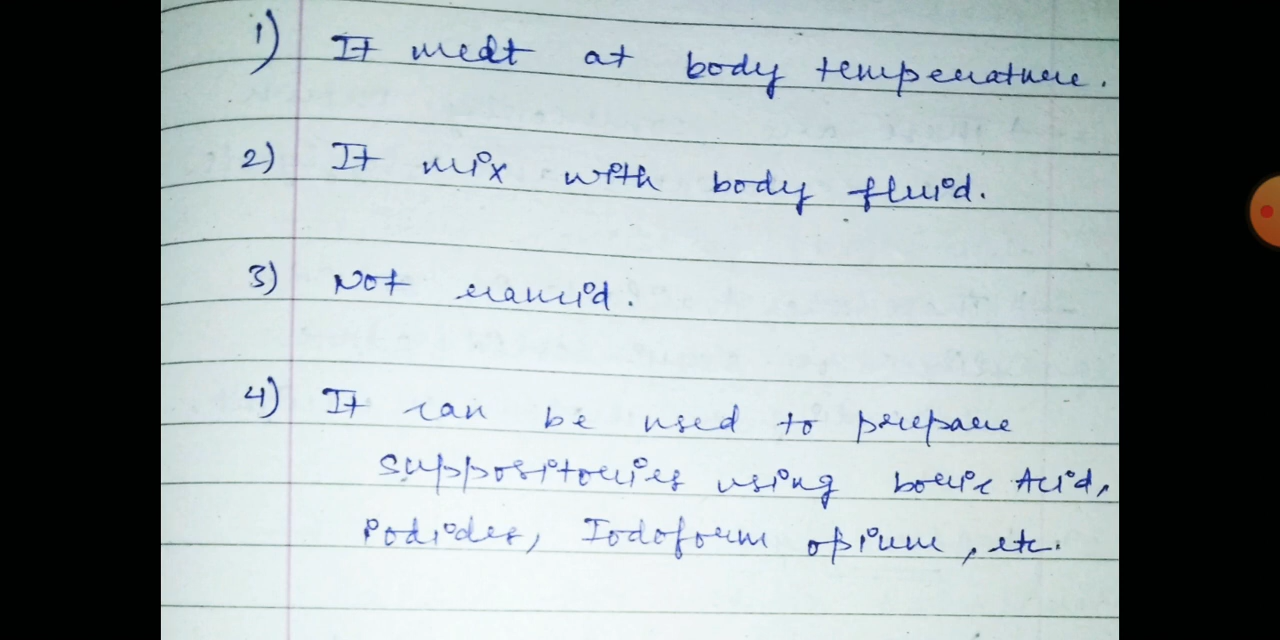 1) It melt at body temperature.
2) It mix with body fluid.
3) Not rancid.
4) It can be used to prepare
suppositories using boric Acid,
Iodides, Iodoform opium, etc.